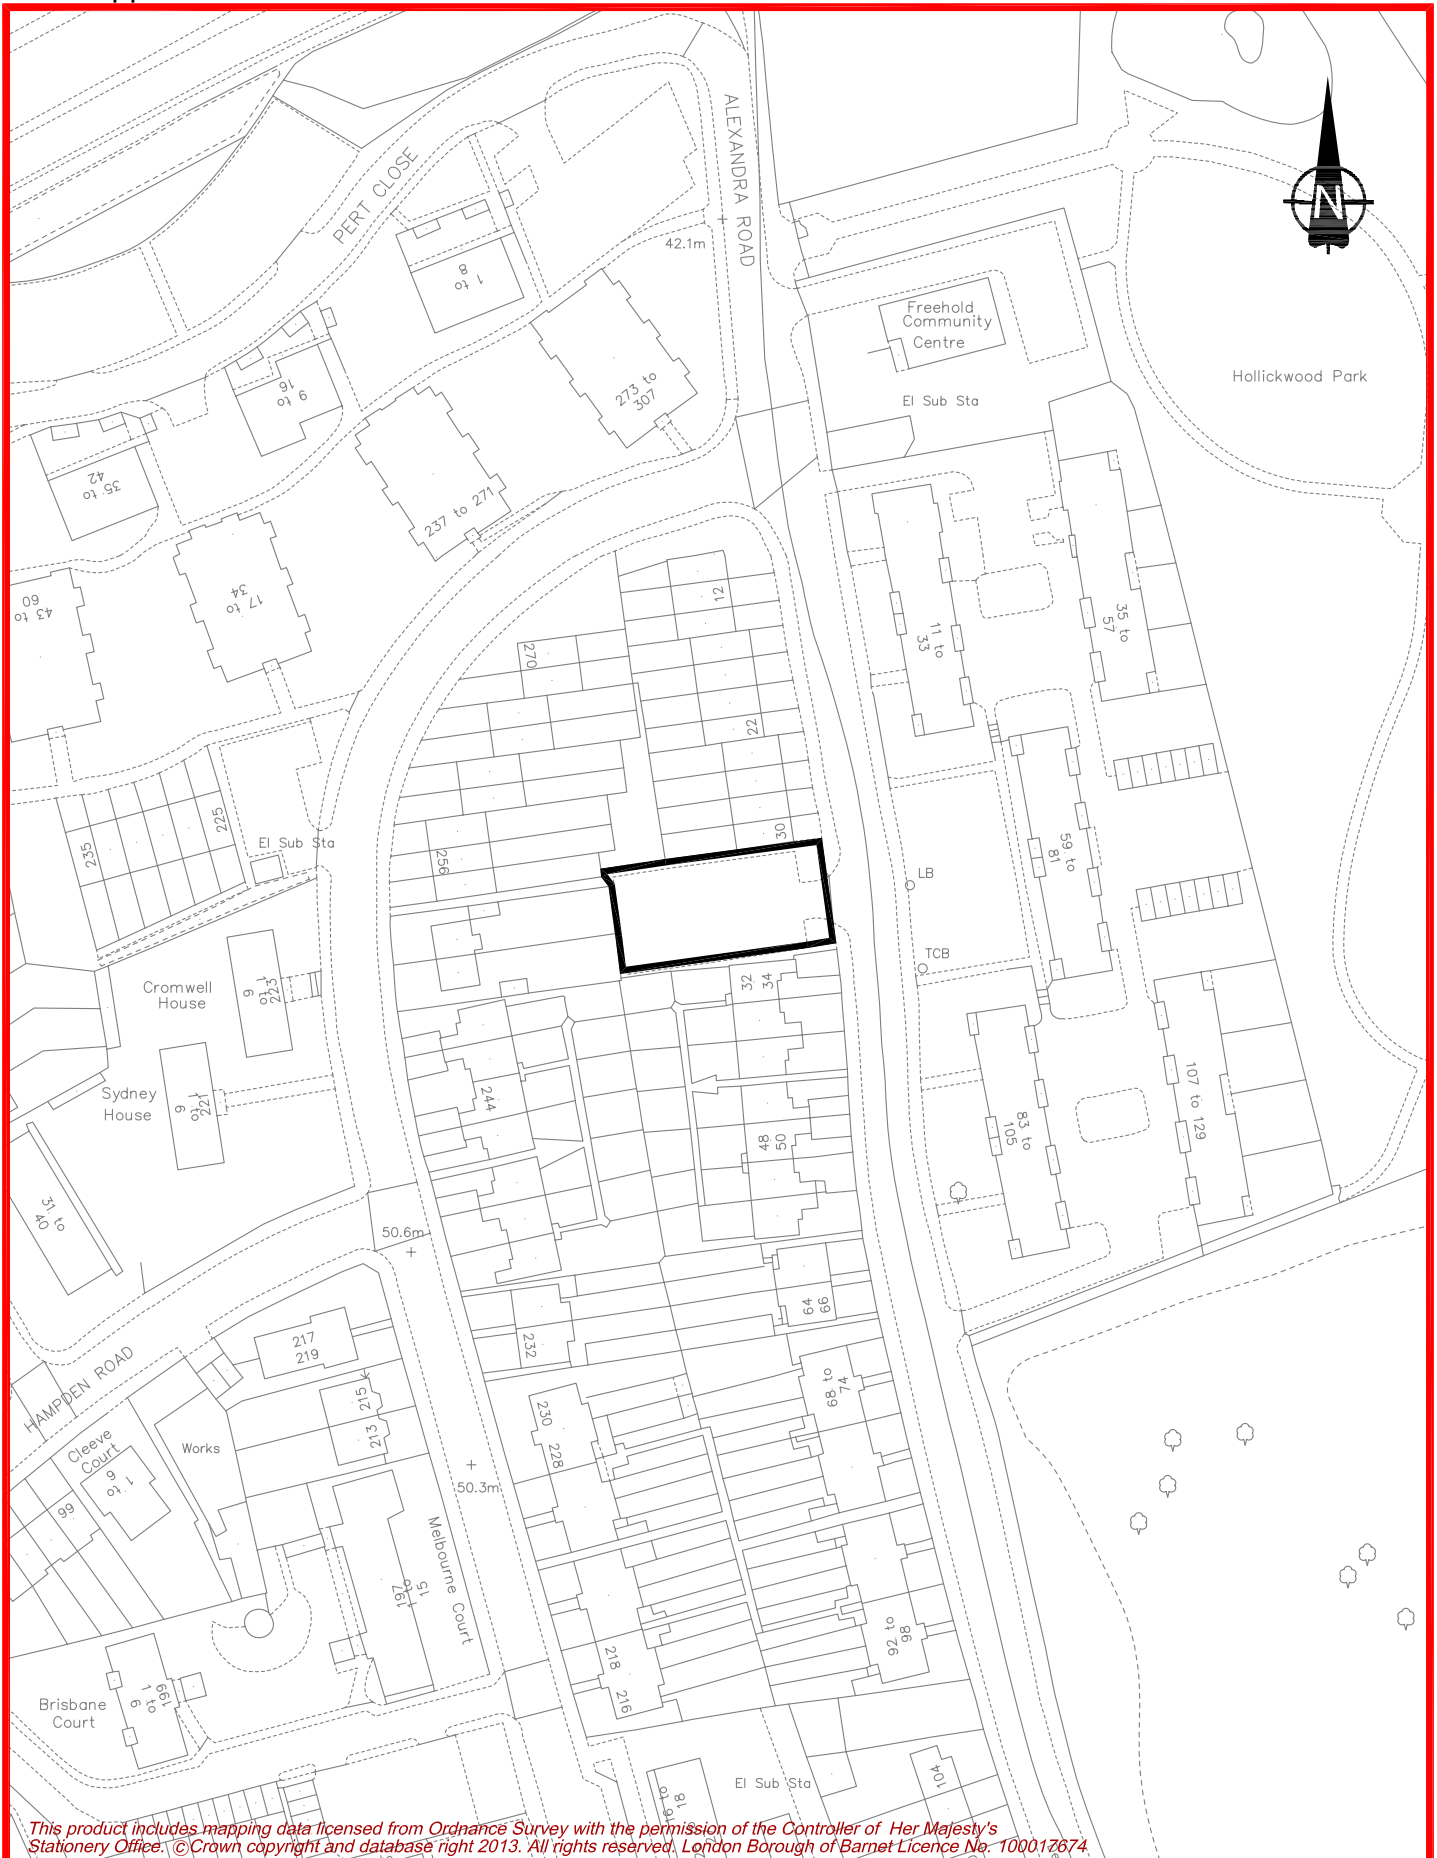 ALEXANDRA ROAD
PERT CLOSE
42.1m
1 to
8
Freehold
Community
Centre
Hollickwood Park
El Sub Sta
9 to
16
273 to
307
35 to
42
237 to 271
17 to
34
43 to
60
12
270
11 to
33
35 to
57
22
225
235
El Sub Sta
256
30
59 to
81
LB
TCB
Cromwell
House
1 to 9
223
32
34
Sydney
House
1 to 9
221
244
48
50
107 to 129
83 to
105
31 to
40
50.6m
64
66
217
219
232
HAMPDEN ROAD
215
213
68 to
74
230
228
Cleeve
Court
1 to 6
Works
99
50.3m
Melbourne Court
197
1 to
15
92 to
98
218
216
Brisbane
Court
199
1 to
9
El Sub Sta
104
16 to
18
N
This product includes mapping data licensed from Ordnance Survey with the permission of the Controller of Her Majesty's
Stationery Office. ©Crown copyright and database right 2013. All rights reserved. London Borough of Barnet Licence No. 100017674